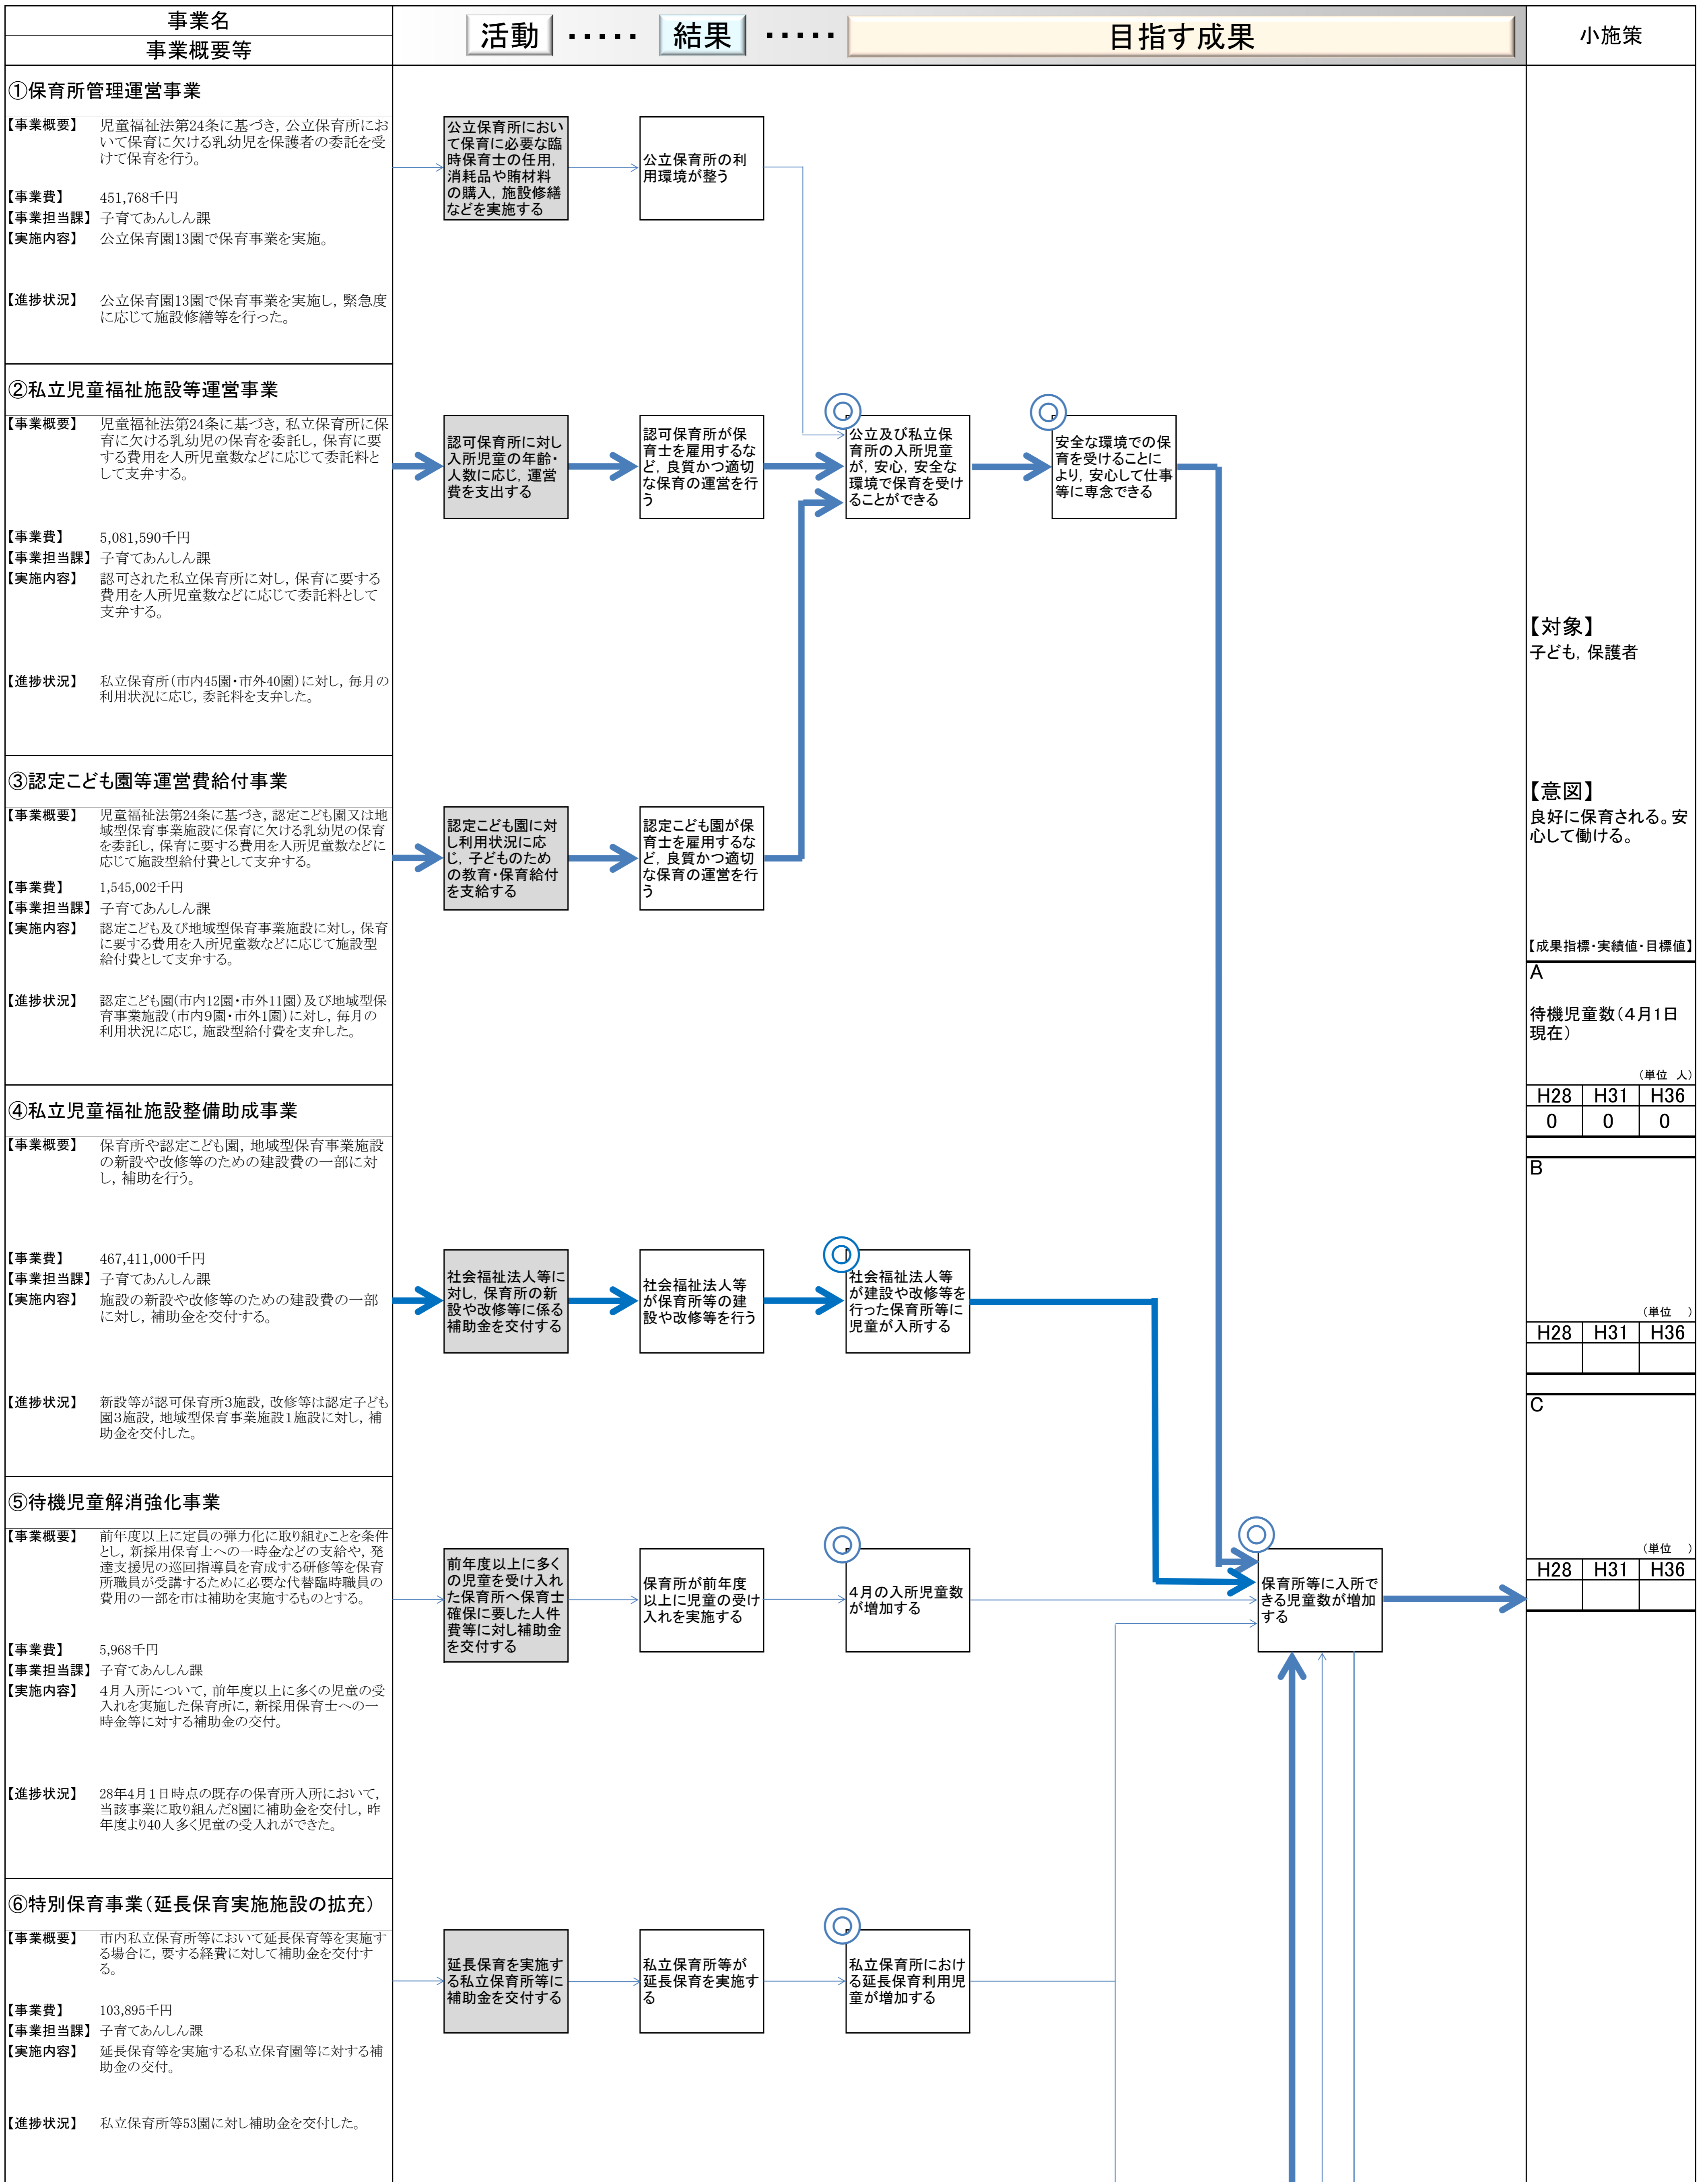 事業名
事業概要等
活動
・・・・・
結果
・・・・・
目指す成果
小施策
①保育所管理運営事業
【事業概要】 児童福祉法第24条に基づき，公立保育所にお
いて保育に欠ける乳幼児を保護者の委託を受
けて保育を行う。
【事業費】 451,768千円
【事業担当課】 子育てあんしん課
【実施内容】 公立保育園13園で保育事業を実施。
【進捗状況】 公立保育園13園で保育事業を実施し，緊急度
に応じて施設修繕等を行った。
公立保育所におい
て保育に必要な臨
時保育士の任用，
消耗品や賄材料
の購入，施設修繕
などを実施する
公立保育所の利
用環境が整う
②私立児童福祉施設等運営事業
【事業概要】 児童福祉法第24条に基づき，私立保育所に保
育に欠ける乳幼児の保育を委託し，保育に要
する費用を入所児童数などに応じて委託料と
して支弁する。
【事業費】 5,081,590千円
【事業担当課】 子育てあんしん課
【実施内容】 認可された私立保育所に対し，保育に要する
費用を入所児童数などに応じて委託料として
支弁する。
【進捗状況】 私立保育所（市内45園・市外40園）に対し，毎月の
利用状況に応じ，委託料を支弁した。
認可保育所に対し
入所児童の年齢・
人数に応じ，運営
費を支出する
認可保育所が保
育士を雇用するな
ど，良質かつ適切
な保育の運営を行
う
公立及び私立保
育所の入所児童
が，安心，安全な
環境で保育を受け
ることができる
安全な環境での保
育を受けることに
より，安心して仕事
等に専念できる
③認定こども園等運営費給付事業
【事業概要】 児童福祉法第24条に基づき，認定こども園又は地
域型保育事業施設に保育に欠ける乳幼児の保育
を委託し，保育に要する費用を入所児童数などに
応じて施設型給付費として支弁する。
【事業費】 1,545,002千円
【事業担当課】 子育てあんしん課
【実施内容】 認定こども及び地域型保育事業施設に対し，保育
に要する費用を入所児童数などに応じて施設型
給付費として支弁する。
【進捗状況】 認定こども園(市内12園・市外11園)及び地域型保
育事業施設（市内9園・市外1園）に対し，毎月の
利用状況に応じ，施設型給付費を支弁した。
認定こども園に対
し利用状況に応
じ，子どものため
の教育・保育給付
を支給する
認定こども園が保
育士を雇用するな
ど，良質かつ適切
な保育の運営を行
う
④私立児童福祉施設整備助成事業
【事業概要】 保育所や認定こども園，地域型保育事業施設
の新設や改修等のための建設費の一部に対
し，補助を行う。
【事業費】 467,411,000千円
【事業担当課】 子育てあんしん課
【実施内容】 施設の新設や改修等のための建設費の一部
に対し，補助金を交付する。
【進捗状況】 新設等が認可保育所3施設，改修等は認定子ども
園3施設，地域型保育事業施設1施設に対し，補
助金を交付した。
社会福祉法人等に
対し，保育所の新
設や改修等に係る
補助金を交付する
社会福祉法人等
が保育所等の建
設や改修等を行う
社会福祉法人等
が建設や改修等を
行った保育所等に
児童が入所する
⑤待機児童解消強化事業
【事業概要】 前年度以上に定員の弾力化に取り組むことを条件
とし，新採用保育士への一時金などの支給や，発
達支援児の巡回指導員を育成する研修等を保育
所職員が受講するために必要な代替臨時職員の
費用の一部を市は補助を実施するものとする。
【事業費】 5,968千円
【事業担当課】 子育てあんしん課
【実施内容】 4月入所について，前年度以上に多くの児童の受
入れを実施した保育所に，新採用保育士への一
時金等に対する補助金の交付。
【進捗状況】 28年4月１日時点の既存の保育所入所において，
当該事業に取り組んだ8園に補助金を交付し，昨
年度より40人多く児童の受入れができた。
前年度以上に多く
の児童を受け入れ
た保育所へ保育士
確保に要した人件
費等に対し補助金
を交付する
保育所が前年度
以上に児童の受け
入れを実施する
４月の入所児童数
が増加する
保育所等に入所で
きる児童数が増加
する
⑥特別保育事業（延長保育実施施設の拡充）
【事業概要】 市内私立保育所等において延長保育等を実施す
る場合に，要する経費に対して補助金を交付す
る。
【事業費】 103,895千円
【事業担当課】 子育てあんしん課
【実施内容】 延長保育等を実施する私立保育園等に対する補
助金の交付。
【進捗状況】 私立保育所等53園に対し補助金を交付した。
延長保育を実施す
る私立保育所等に
補助金を交付する
私立保育所等が
延長保育を実施す
る
私立保育所におけ
る延長保育利用児
童が増加する
【対象】
子ども，保護者
【意図】
良好に保育される。安
心して働ける。
【成果指標・実績値・目標値】
A
待機児童数（４月１日
現在）
（単位 人）
H28 H31 H36
0 0 0
B
（単位 ）
H28 H31 H36
C
（単位 ）
H28 H31 H36